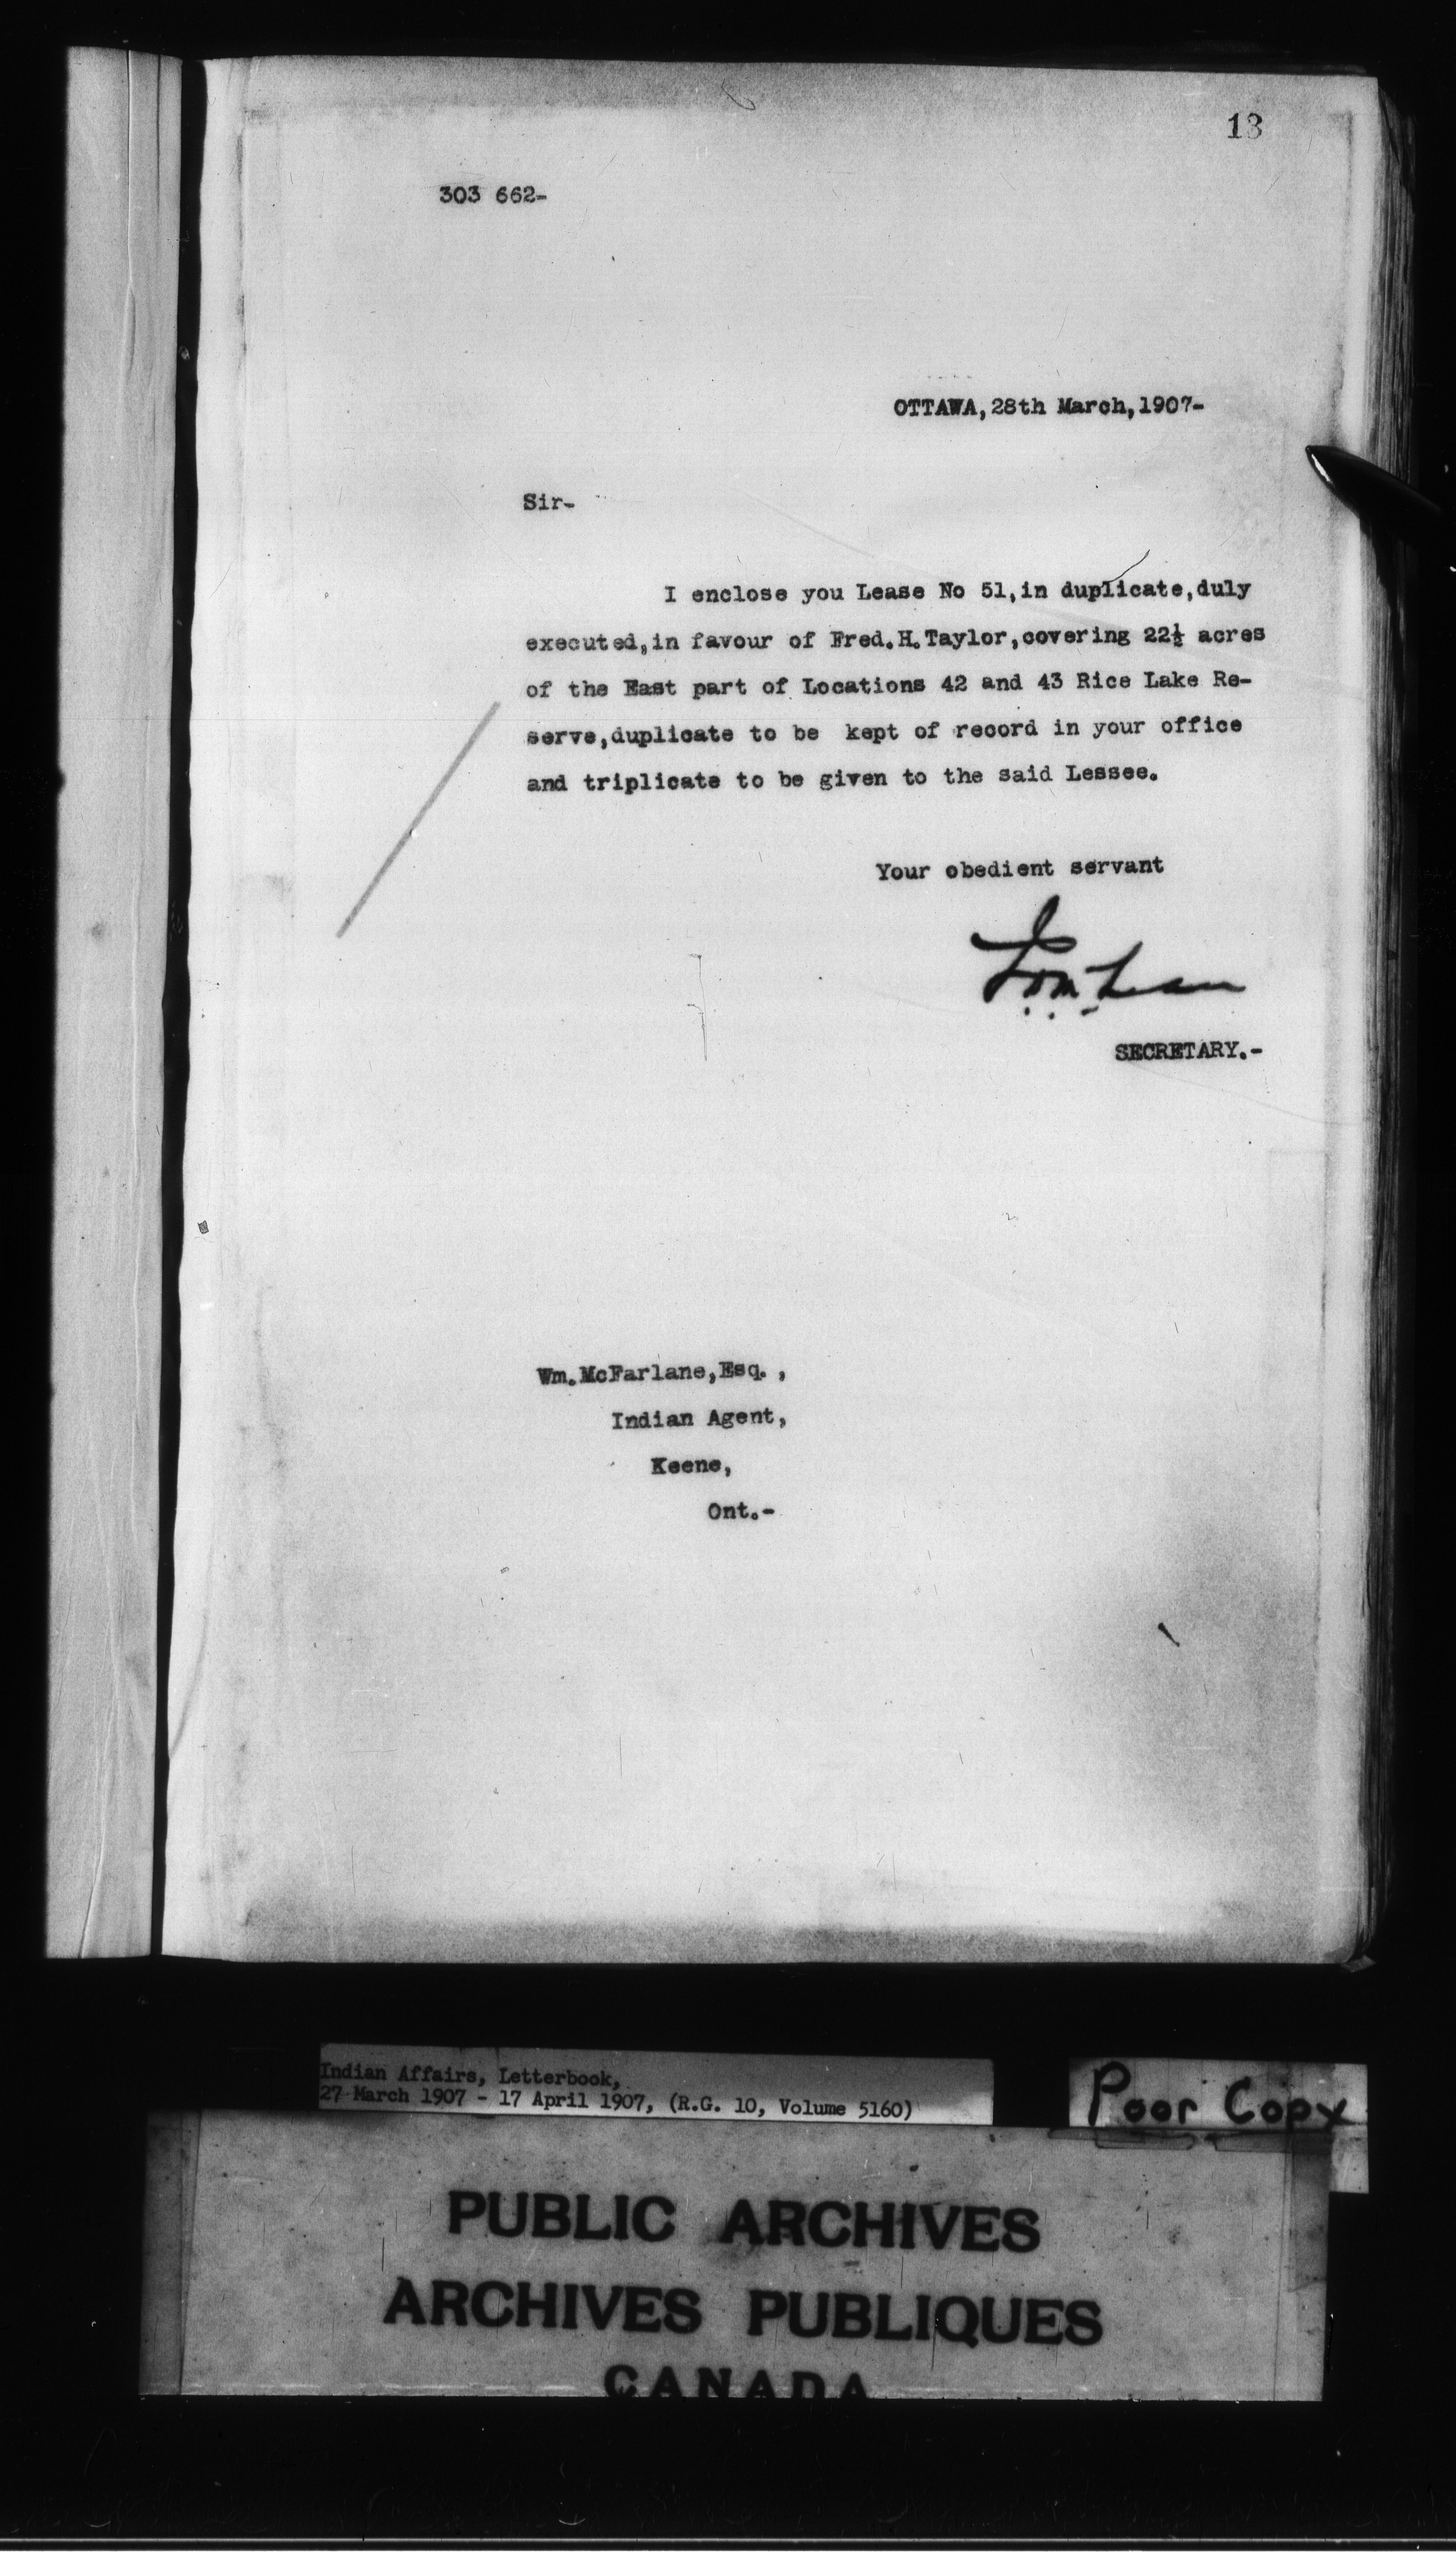 13
303 662-
OTTAWA,28th March,1907-
Sir-
I enclose you Lease No 51,in duplicate,duly
executed,in favour of Fred.H.Taylor,covering 22½ acres
of the East part of Locations 42 and 43 Rice Lake Re-
serve,duplicate to be kept of record in your office
and triplicate to be given to the said Lessee.
Your obedient servant
SECRETARY.-
Wm.McFarlane,Esq.,
Indian Agent,
Keene,
Ont.-
Indian Affairs, Letterbook,
27 March 1907 - 17 April 1907, (R.G. 10, Volume 5160)
Poor Copy
PUBLIC ARCHIVES
ARCHIVES PUBLIQUES
CANADA